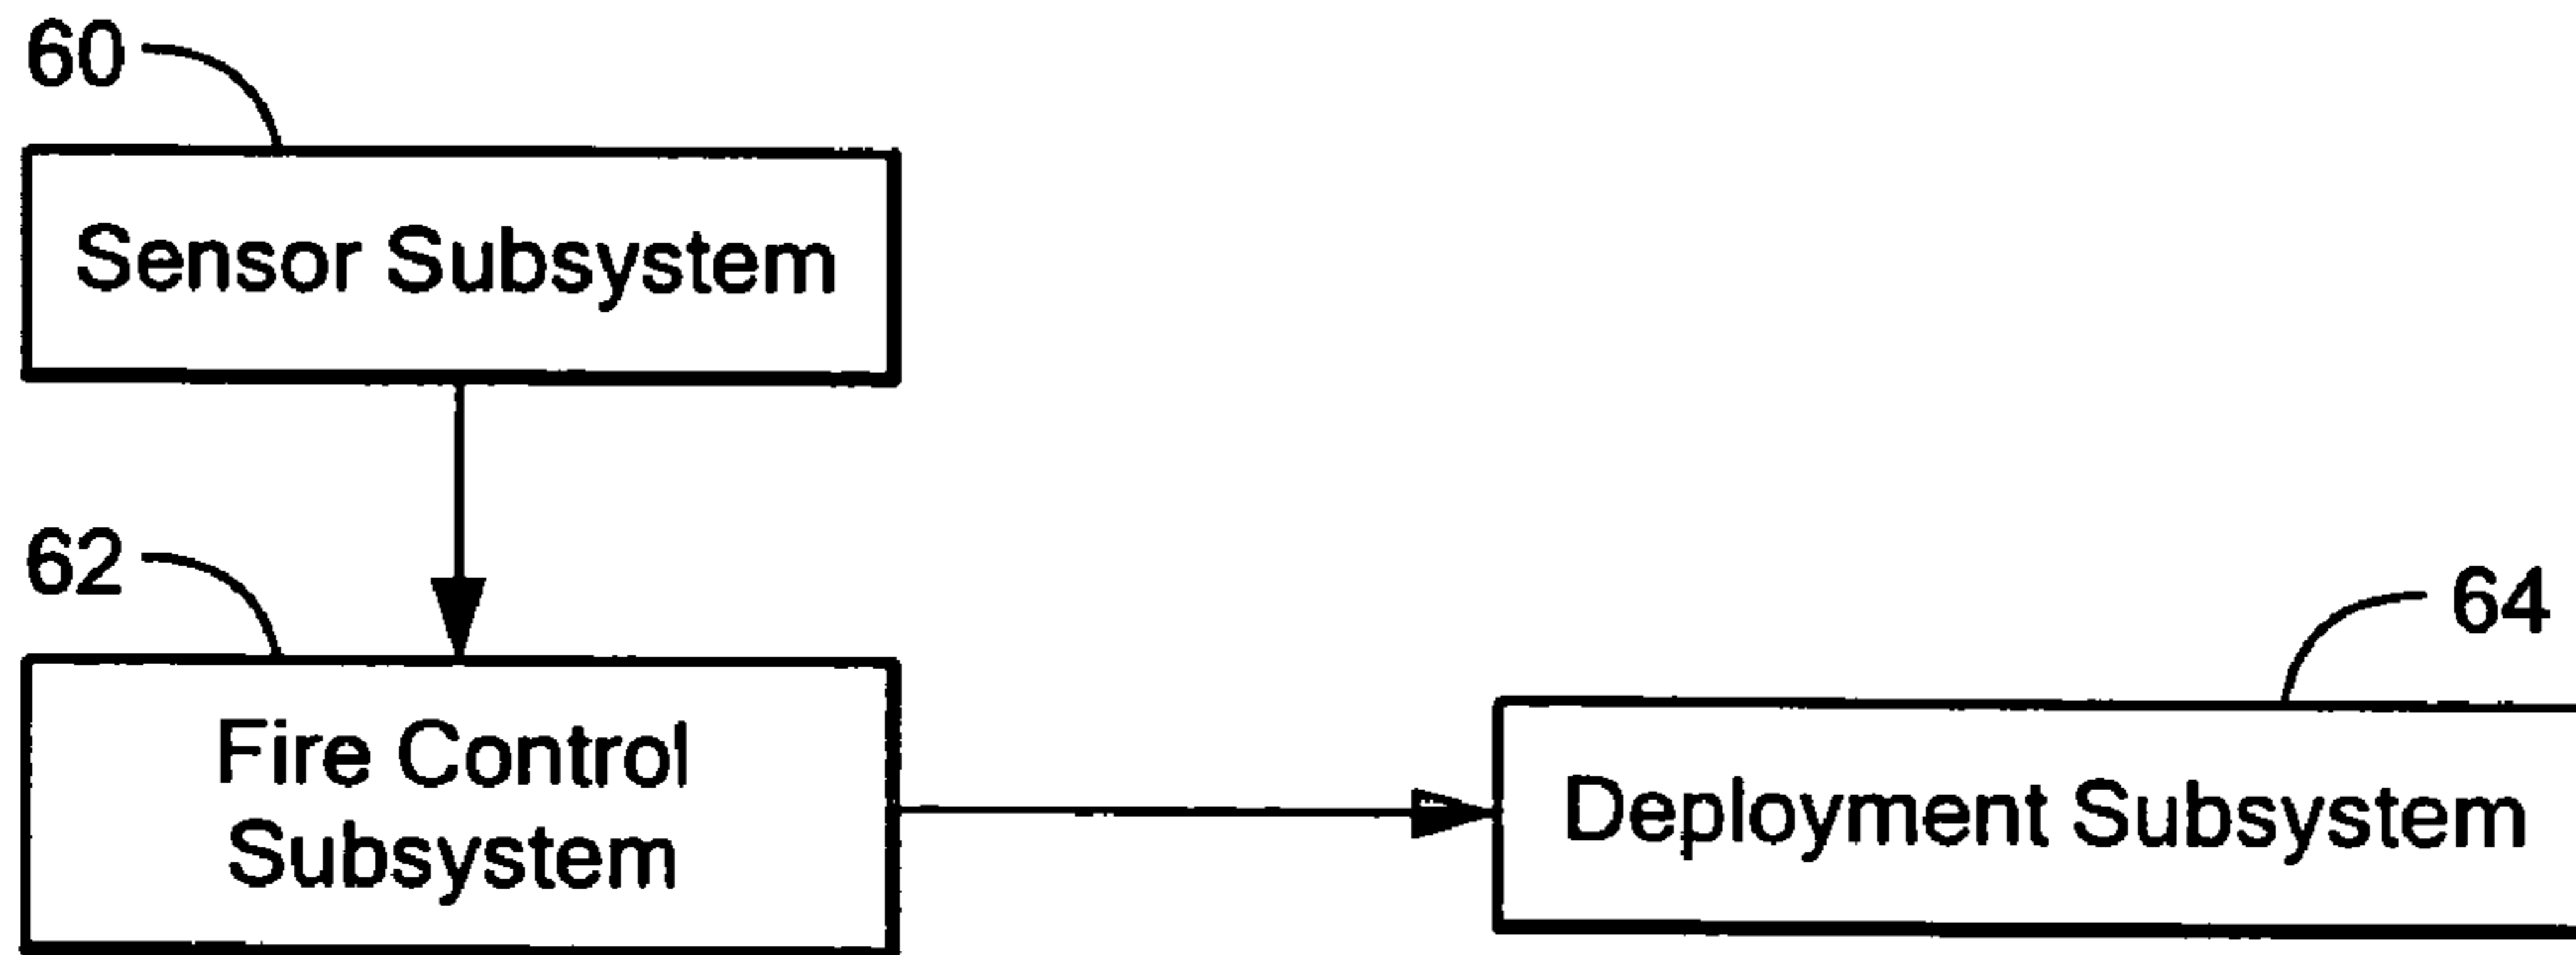 60
Sensor Subsystem
62
Fire Control
Subsystem
64
Deployment Subsystem